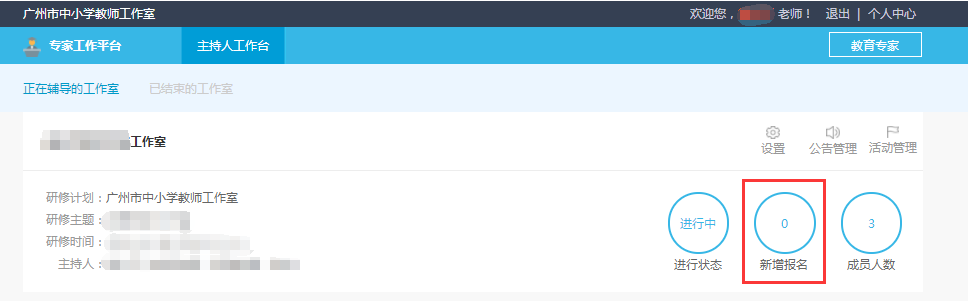 广州市中小学教师工作室
欢迎您， 老师！ 退出 | 个人中心
专家工作平台 主持人工作台 教育专家
正在辅导的工作室 已结束的工作室
工作室
设置 公告管理 活动管理
研修计划：广州市中小学教师工作室
研修主题：
研修时间：
主持人：
进行中 0 3
进行状态 新增报名 成员人数